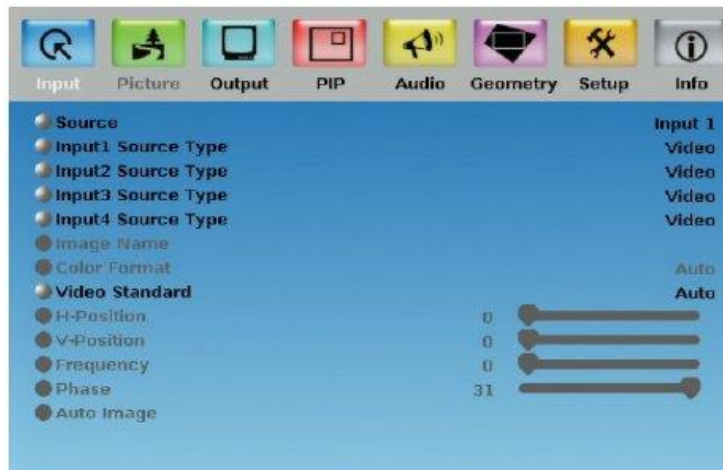 Input Picture Output PIP Audio Geometry Setup Info
Source Input 1
Input1 Source Type Video
Input2 Source Type Video
Input3 Source Type Video
Input4 Source Type Video
Image Name
Color Format Auto
Video Standard Auto
H-Position 0
V-Position 0
Frequency 0
Phase 31
Auto Image